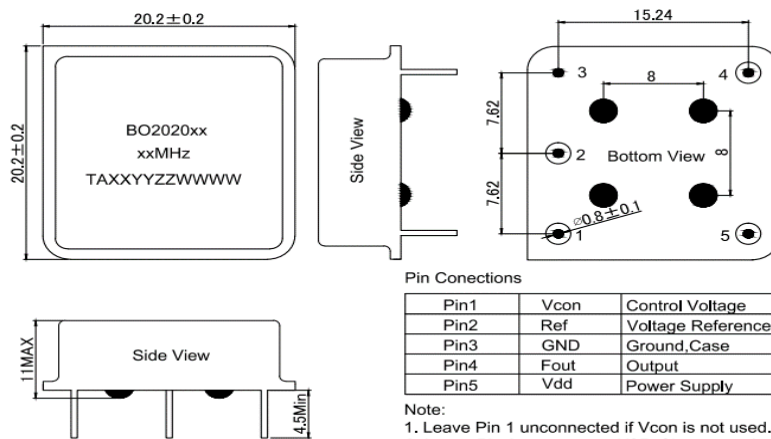 20.2±0.2
20.2±0.2
BO2020xx
xxMHz
TAXXYYZZWWWW
Side View
15.24
3
4
8
7.62
2
Bottom View
8
7.62
⌀0.8±0.1
1
5
11MAX
Side View
4.5Min
Pin Conections
Pin1 Vcon Control Voltage
Pin2 Ref Voltage Reference
Pin3 GND Ground,Case
Pin4 Fout Output
Pin5 Vdd Power Supply
Note:
1. Leave Pin 1 unconnected if Vcon is not used.